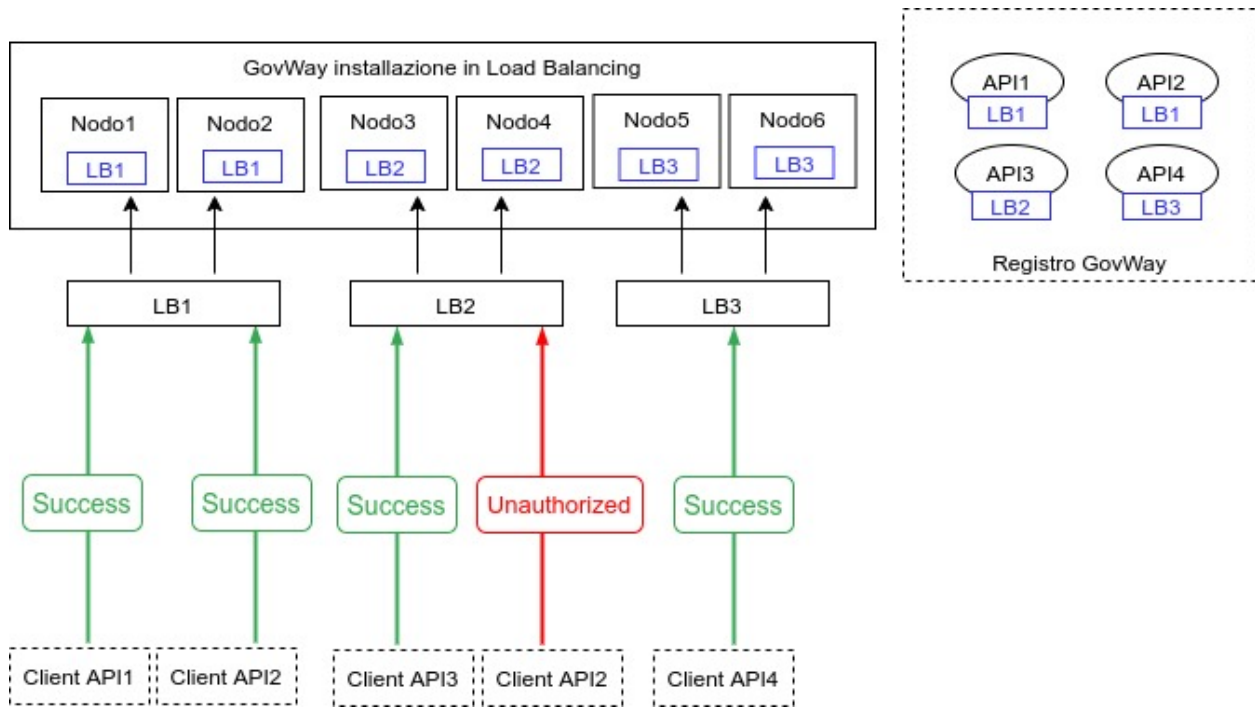 GovWay installazione in Load Balancing
Nodo1
Nodo2
Nodo3
Nodo4
Nodo5
Nodo6
LB1
LB1
LB2
LB2
LB3
LB3
LB1
LB2
LB3
Success
Success
Success
Unauthorized
Success
Client API1
Client API2
Client API3
Client API2
Client API4
API1
LB1
API2
LB1
API3
LB2
API4
LB3
Registro GovWay